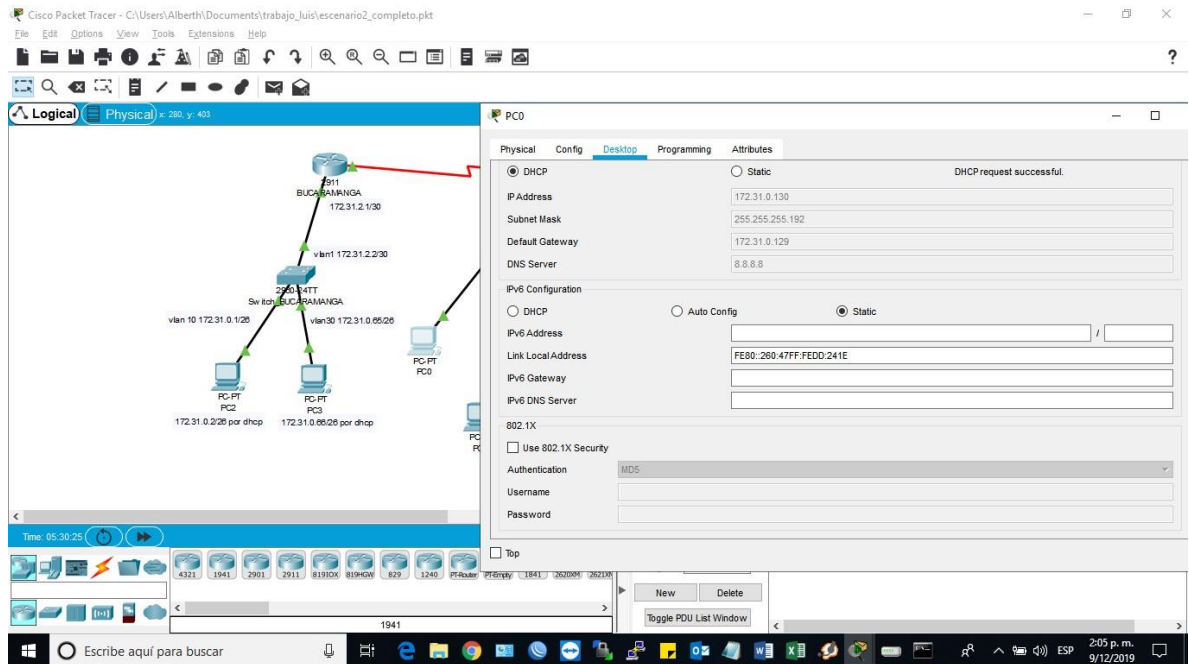 Cisco Packet Tracer - C:\Users\Alberth\Documents\trabajo_luis\escenario2_completo.pkt
File Edit Options View Tools Extensions Help
?
Logical Physical x: 280, y: 403
PC0
Physical Config Desktop Programming Attributes
DHCP Static DHCP request successful.
IP Address 172.31.0.130
Subnet Mask 255.255.255.192
Default Gateway 172.31.0.129
DNS Server 8.8.8.8
IPv6 Configuration
DHCP Auto Config Static
IPv6 Address /
Link Local Address FE80::260:47FF:FEDD:241E
IPv6 Gateway
IPv6 DNS Server
802.1X
Use 802.1X Security
Authentication MD5
Username
Password
Top
2911
BUCARAMANGA
172.31.2.1/30
vlan1 172.31.2.2/30
2960-24TT
Switch BUCARAMANGA
vlan 10 172.31.0.1/26
vlan30 172.31.0.65/26
PC-PT
PC0
PC-PT
PC2
PC-PT
PC3
172.31.0.2/26 por dhcp
172.31.0.66/26 por dhcp
Time: 05:30:25
4321 1941 2901 2911 819IOX 819HGW 829 1240 PT-Router PT-Empty 1841 2620XM 2621XM
1941
New Delete
Toggle PDU List Window
Escribe aquí para buscar
ESP
2:05 p. m.
9/12/2019